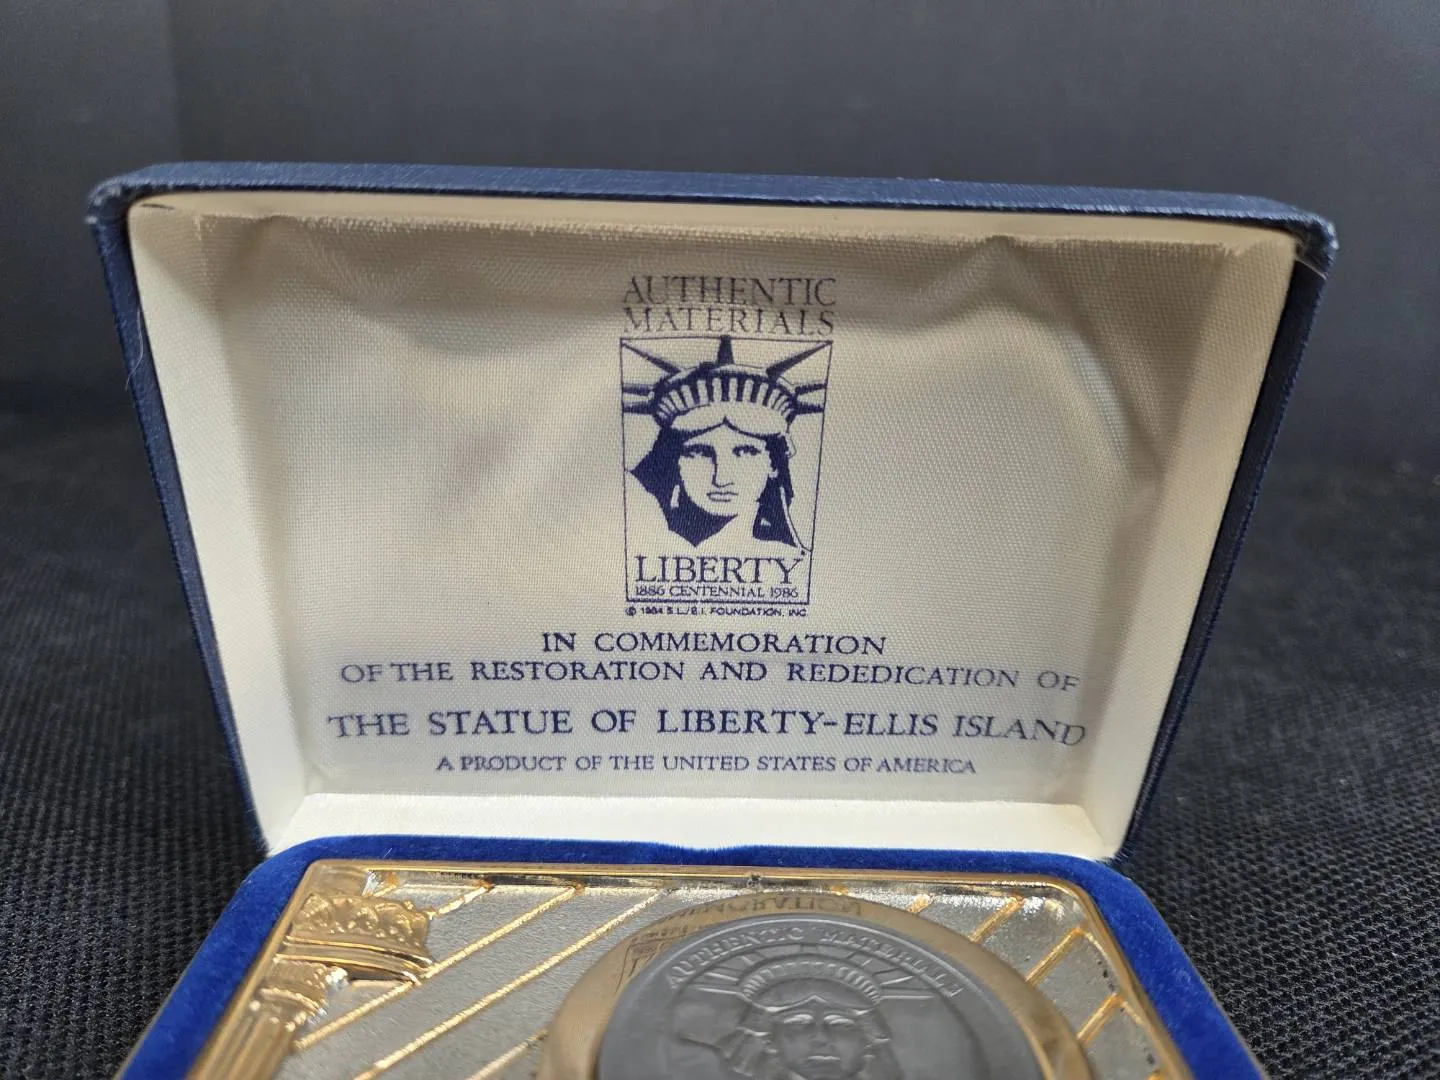 AUTHENTIC
MATERIALS
LIBERTY
1886 CENTENNIAL 1986
© 1984 S.L./E.I. FOUNDATION, INC.
IN COMMEMORATION
OF THE RESTORATION AND REDEDICATION OF
THE STATUE OF LIBERTY-ELLIS ISLAND
A PRODUCT OF THE UNITED STATES OF AMERICA
AUTHENTIC MATERIALS